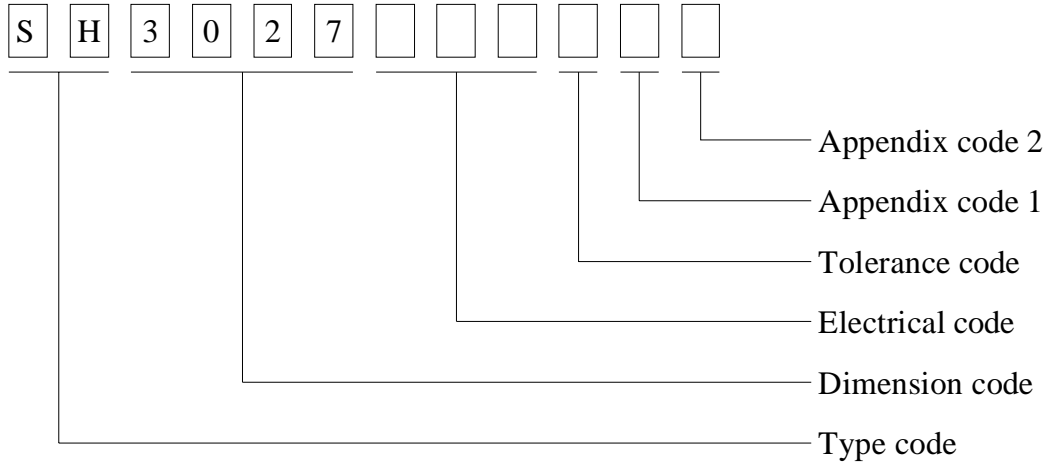 S H 3 0 2 7
Appendix code 2
Appendix code 1
Tolerance code
Electrical code
Dimension code
Type code